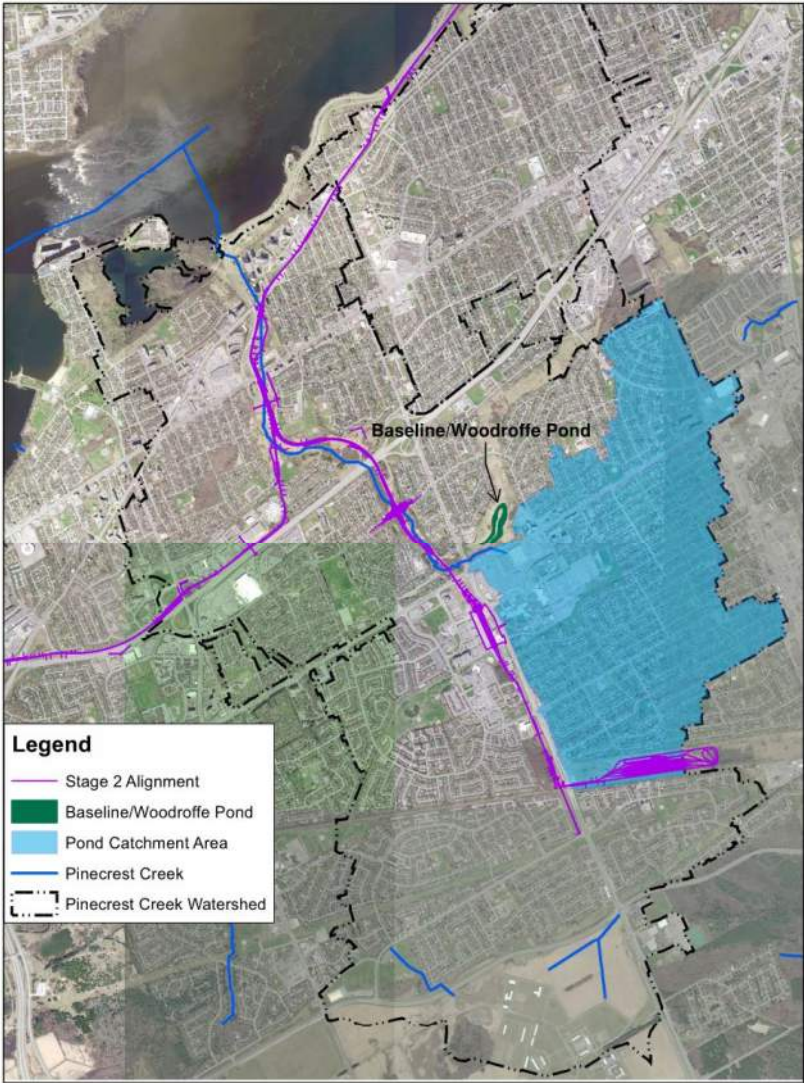 Baseline/Woodroffe Pond
Legend
Stage 2 Alignment
Baseline/Woodroffe Pond
Pond Catchment Area
Pinecrest Creek
Pinecrest Creek Watershed